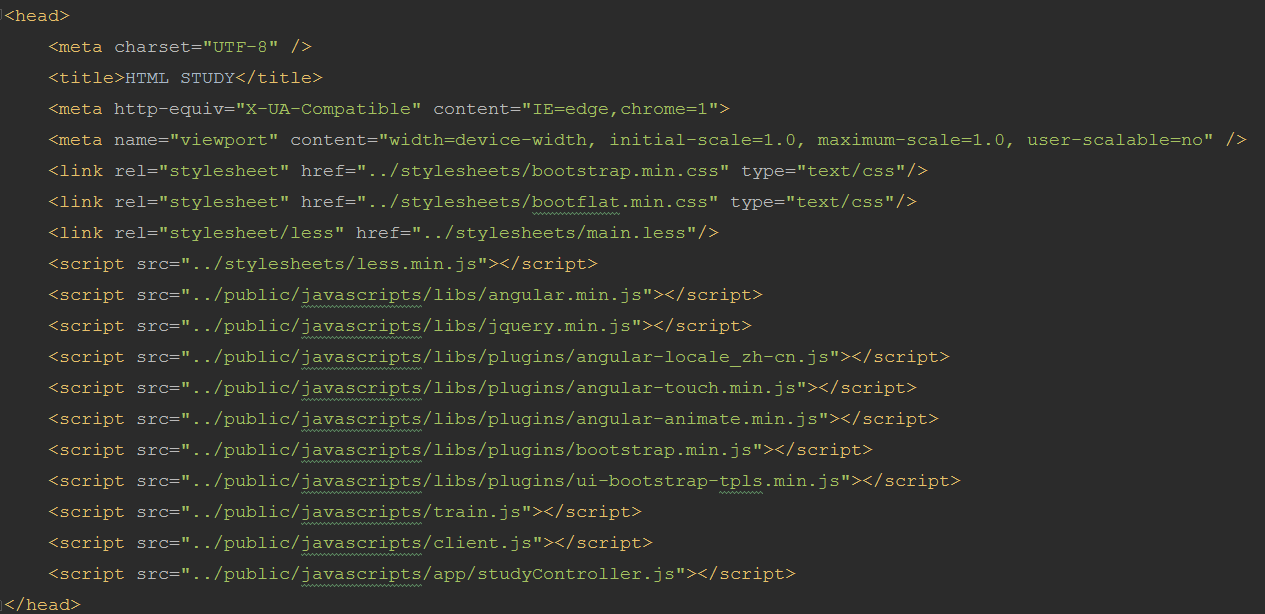 <head>
<meta charset="UTF-8" />
<title>HTML STUDY</title>
<meta http-equiv="X-UA-Compatible" content="IE=edge,chrome=1">
<meta name="viewport" content="width=device-width, initial-scale=1.0, maximum-scale=1.0, user-scalable=no" />
<link rel="stylesheet" href="../stylesheets/bootstrap.min.css" type="text/css"/>
<link rel="stylesheet" href="../stylesheets/bootflat.min.css" type="text/css"/>
<link rel="stylesheet/less" href="../stylesheets/main.less"/>
<script src="../stylesheets/less.min.js"></script>
<script src="../public/javascripts/libs/angular.min.js"></script>
<script src="../public/javascripts/libs/jquery.min.js"></script>
<script src="../public/javascripts/libs/plugins/angular-locale_zh-cn.js"></script>
<script src="../public/javascripts/libs/plugins/angular-touch.min.js"></script>
<script src="../public/javascripts/libs/plugins/angular-animate.min.js"></script>
<script src="../public/javascripts/libs/plugins/bootstrap.min.js"></script>
<script src="../public/javascripts/libs/plugins/ui-bootstrap-tpls.min.js"></script>
<script src="../public/javascripts/train.js"></script>
<script src="../public/javascripts/client.js"></script>
<script src="../public/javascripts/app/studyController.js"></script>
</head>